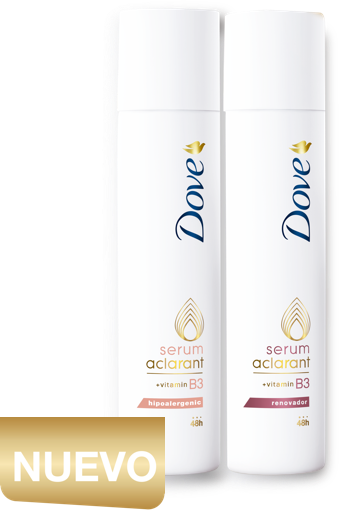 Dove
serum
aclarant
+vitamin B3
hipoalergenic
48h
Dove
serum
aclarant
+vitamin B3
renovador
48h
NUEVO